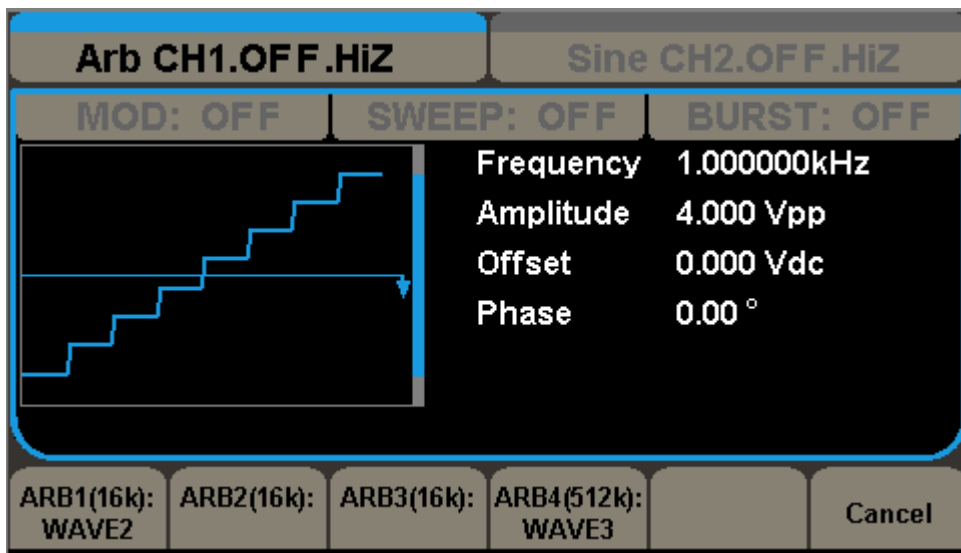 Arb CH1.OFF.HiZ
Sine CH2.OFF.HiZ
MOD: OFF
SWEEP: OFF
BURST: OFF
Frequency 1.000000kHz
Amplitude 4.000 Vpp
Offset 0.000 Vdc
Phase 0.00 °
ARB1(16k):
WAVE2
ARB2(16k):
ARB3(16k):
ARB4(512k):
WAVE3
Cancel